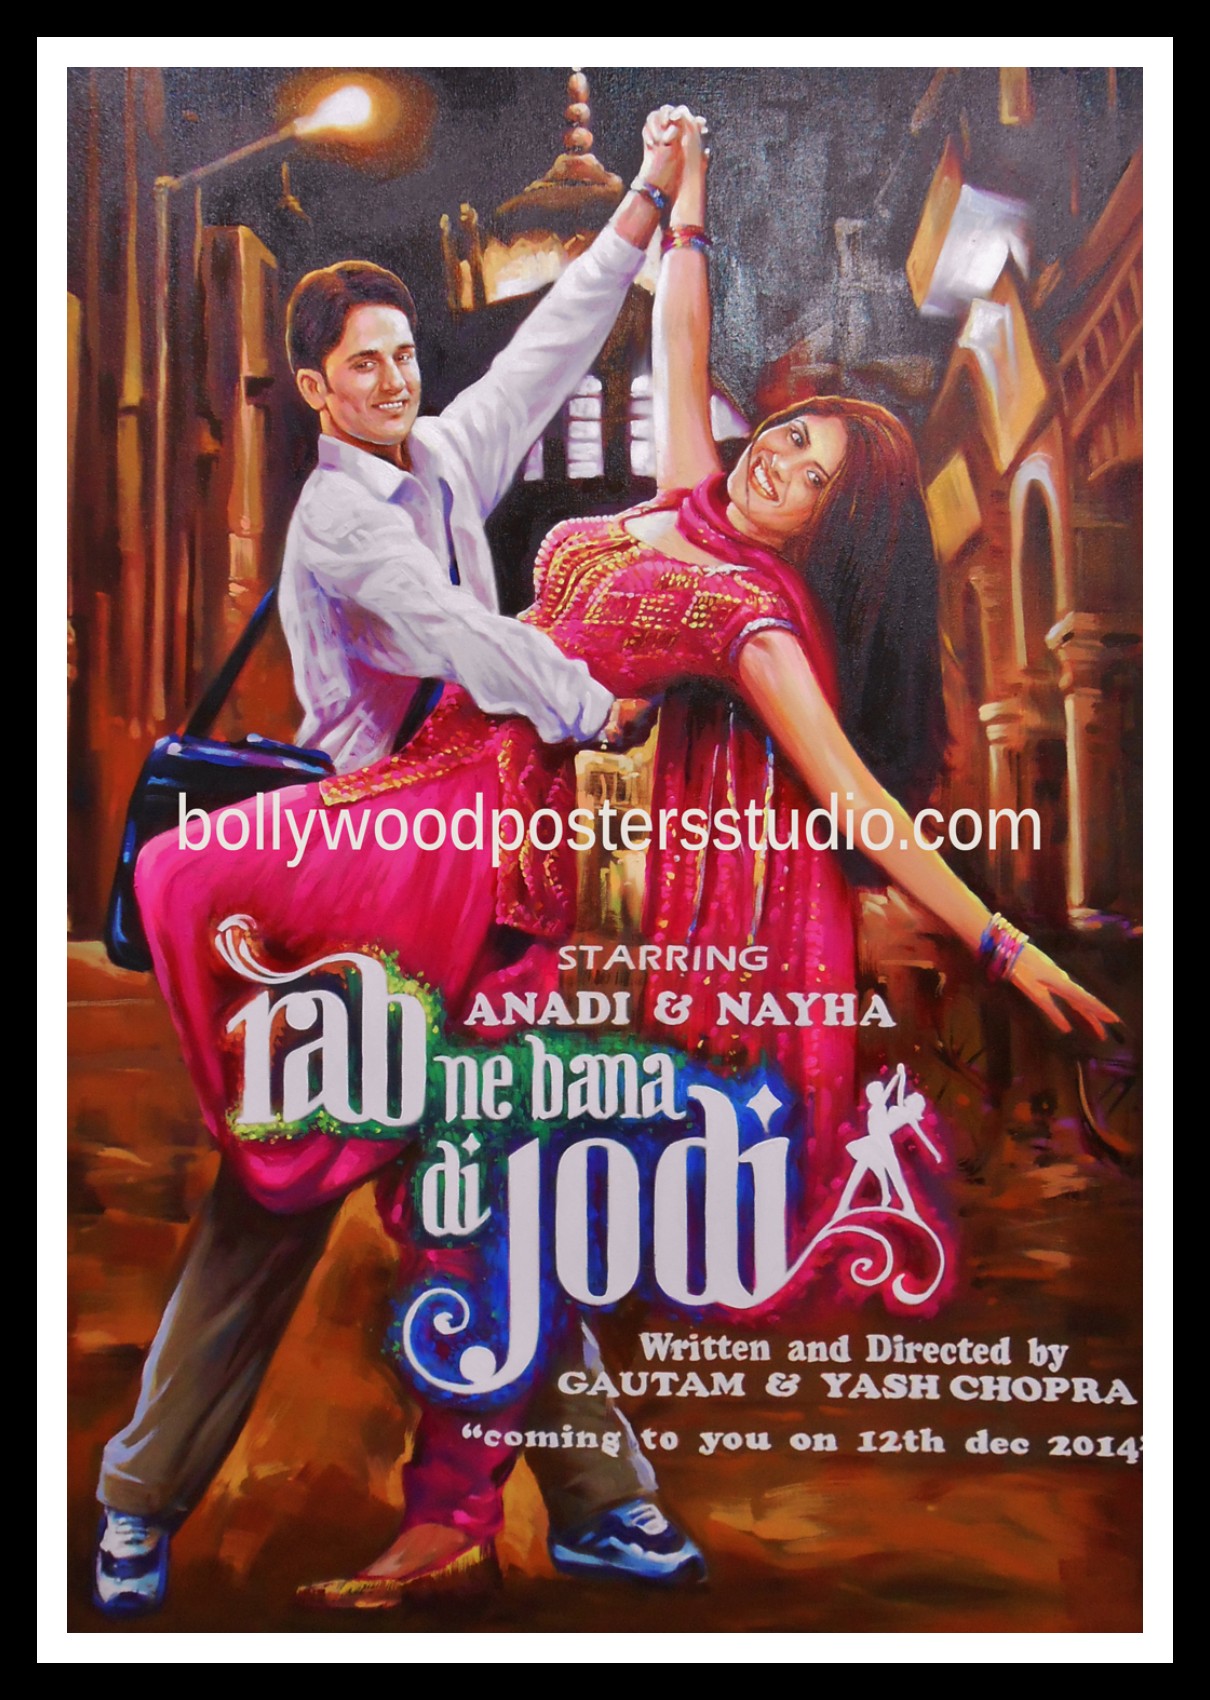 bollywoodpostersstudio.com
STARRING
ANADI & NAYHA
rab
ne bana
di jodi
Written and Directed by
GAUTAM & YASH CHOPRA
“coming to you on 12th dec 2014”